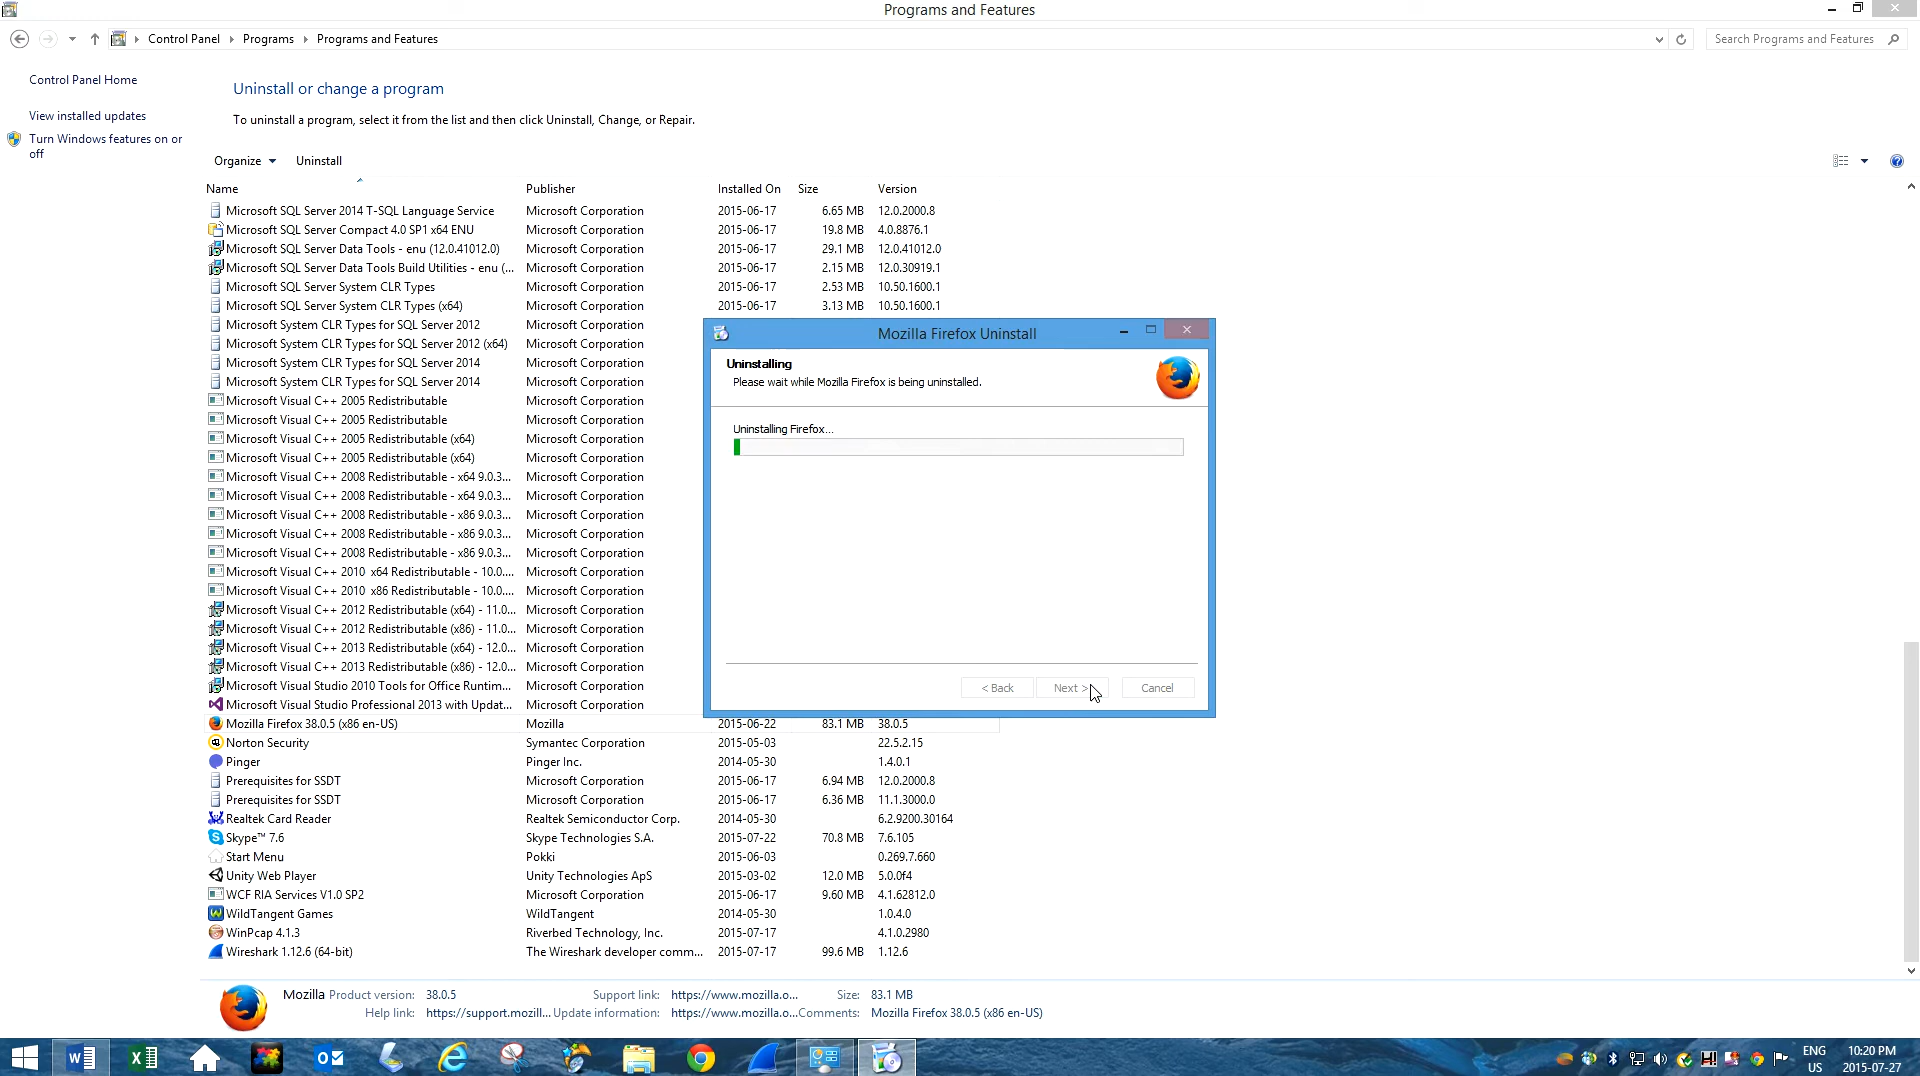 Programs and Features
Control Panel Programs Programs and Features
Search Programs and Features
Control Panel Home
View installed updates
Turn Windows features on or
off
Uninstall or change a program
To uninstall a program, select it from the list and then click Uninstall, Change, or Repair.
Organize Uninstall
Name Publisher Installed On Size Version
Microsoft SQL Server 2014 T-SQL Language Service Microsoft Corporation 2015-06-17 6.65 MB 12.0.2000.8
Microsoft SQL Server Compact 4.0 SP1 x64 ENU Microsoft Corporation 2015-06-17 19.8 MB 4.0.8876.1
Microsoft SQL Server Data Tools - enu (12.0.41012.0) Microsoft Corporation 2015-06-17 29.1 MB 12.0.41012.0
Microsoft SQL Server Data Tools Build Utilities - enu (... Microsoft Corporation 2015-06-17 2.15 MB 12.0.30919.1
Microsoft SQL Server System CLR Types Microsoft Corporation 2015-06-17 2.53 MB 10.50.1600.1
Microsoft SQL Server System CLR Types (x64) Microsoft Corporation 2015-06-17 3.13 MB 10.50.1600.1
Microsoft System CLR Types for SQL Server 2012 Microsoft Corporation
Microsoft System CLR Types for SQL Server 2012 (x64) Microsoft Corporation
Microsoft System CLR Types for SQL Server 2014 Microsoft Corporation
Microsoft System CLR Types for SQL Server 2014 Microsoft Corporation
Microsoft Visual C++ 2005 Redistributable Microsoft Corporation
Microsoft Visual C++ 2005 Redistributable Microsoft Corporation
Microsoft Visual C++ 2005 Redistributable (x64) Microsoft Corporation
Microsoft Visual C++ 2005 Redistributable (x64) Microsoft Corporation
Microsoft Visual C++ 2008 Redistributable - x64 9.0.3... Microsoft Corporation
Microsoft Visual C++ 2008 Redistributable - x64 9.0.3... Microsoft Corporation
Microsoft Visual C++ 2008 Redistributable - x86 9.0.3... Microsoft Corporation
Microsoft Visual C++ 2008 Redistributable - x86 9.0.3... Microsoft Corporation
Microsoft Visual C++ 2008 Redistributable - x86 9.0.3... Microsoft Corporation
Microsoft Visual C++ 2010 x64 Redistributable - 10.0.... Microsoft Corporation
Microsoft Visual C++ 2010 x86 Redistributable - 10.0.... Microsoft Corporation
Microsoft Visual C++ 2012 Redistributable (x64) - 11.0... Microsoft Corporation
Microsoft Visual C++ 2012 Redistributable (x86) - 11.0... Microsoft Corporation
Microsoft Visual C++ 2013 Redistributable (x64) - 12.0... Microsoft Corporation
Microsoft Visual C++ 2013 Redistributable (x86) - 12.0... Microsoft Corporation
Microsoft Visual Studio 2010 Tools for Office Runtim... Microsoft Corporation
Microsoft Visual Studio Professional 2013 with Updat... Microsoft Corporation
Mozilla Firefox 38.0.5 (x86 en-US) Mozilla 2015-06-22 83.1 MB 38.0.5
Norton Security Symantec Corporation 2015-05-03 22.5.2.15
Pinger Pinger Inc. 2014-05-30 1.4.0.1
Prerequisites for SSDT Microsoft Corporation 2015-06-17 6.94 MB 12.0.2000.8
Prerequisites for SSDT Microsoft Corporation 2015-06-17 6.36 MB 11.1.3000.0
Realtek Card Reader Realtek Semiconductor Corp. 2014-05-30 6.2.9200.30164
Skype™ 7.6 Skype Technologies S.A. 2015-07-22 70.8 MB 7.6.105
Start Menu Pokki 2015-06-03 0.269.7.660
Unity Web Player Unity Technologies ApS 2015-03-02 12.0 MB 5.0.0f4
WCF RIA Services V1.0 SP2 Microsoft Corporation 2015-06-17 9.60 MB 4.1.62812.0
WildTangent Games WildTangent 2014-05-30 1.0.4.0
WinPcap 4.1.3 Riverbed Technology, Inc. 2015-07-17 4.1.0.2980
Wireshark 1.12.6 (64-bit) The Wireshark developer comm... 2015-07-17 99.6 MB 1.12.6
Mozilla Firefox Uninstall
Uninstalling
Please wait while Mozilla Firefox is being uninstalled.
Uninstalling Firefox...
< Back Next > Cancel
Mozilla Product version: 38.0.5 Support link: https://www.mozilla.o... Size: 83.1 MB
Help link: https://support.mozill... Update information: https://www.mozilla.o... Comments: Mozilla Firefox 38.0.5 (x86 en-US)
ENG 10:20 PM
US 2015-07-27